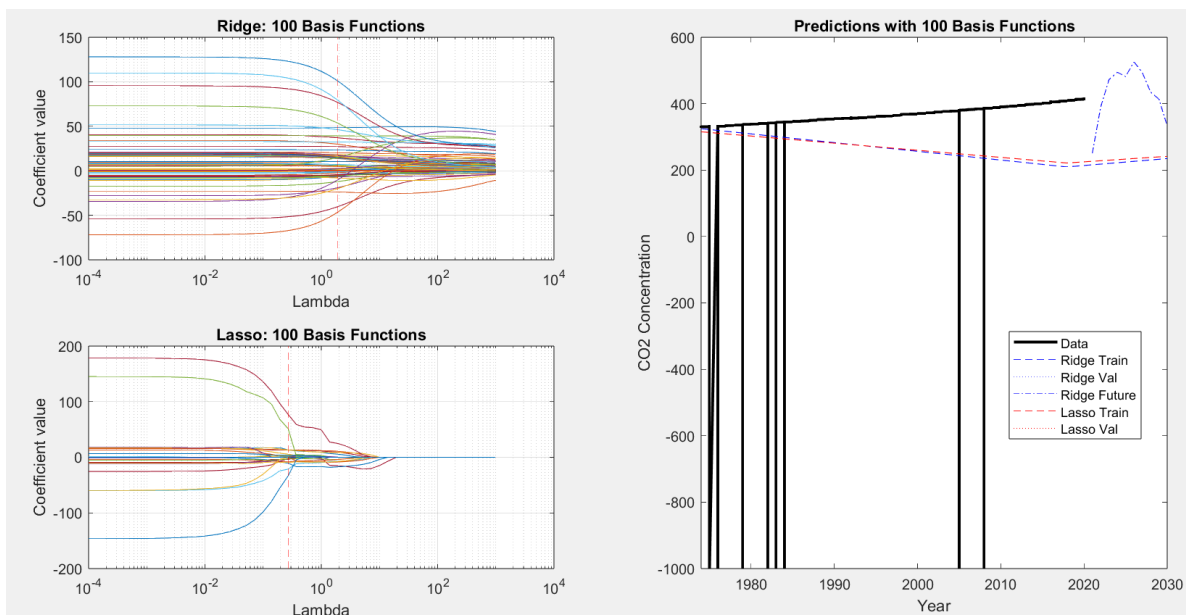 Ridge: 100 Basis Functions
150
100
50
0
-50
-100
Coefficient value
10^-4
10^-2
10^0
10^2
10^4
Lambda
Lasso: 100 Basis Functions
200
100
0
-100
-200
Coefficient value
10^-4
10^-2
10^0
10^2
10^4
Lambda
Predictions with 100 Basis Functions
600
400
200
0
-200
-400
-600
-800
-1000
CO2 Concentration
1980
1990
2000
2010
2020
2030
Year
Data
Ridge Train
Ridge Val
Ridge Future
Lasso Train
Lasso Val